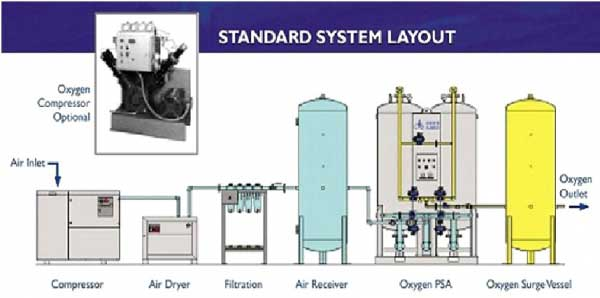 STANDARD SYSTEM LAYOUT
Oxygen
Compressor
Optional
Air Inlet
Oxygen
Outlet
Compressor
Air Dryer
Filtration
Air Receiver
Oxygen PSA
Oxygen Surge Vessel